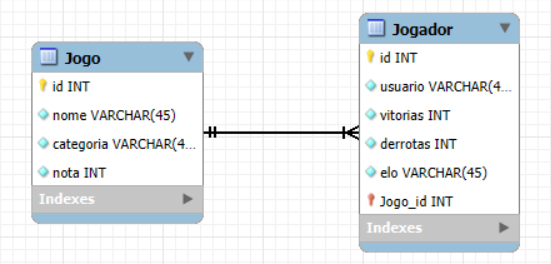 Jogo
id INT
nome VARCHAR(45)
categoria VARCHAR(4...
nota INT
Indexes
Jogador
id INT
usuario VARCHAR(4...
vitorias INT
derrotas INT
elo VARCHAR(45)
Jogo_id INT
Indexes